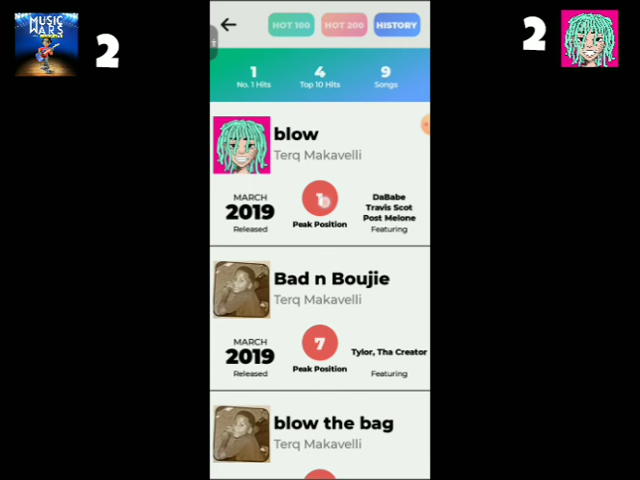 MUSIC
WARS
2
HOT 100
HOT 200
HISTORY
2
1
4
9
No. 1 Hits
Top 10 Hits
Songs
blow
Terq Makavelli
MARCH
2019
Released
1
Peak Position
DaBabe
Travis Scot
Post Melone
Featuring
Bad n Boujie
Terq Makavelli
MARCH
2019
Released
7
Peak Position
Tylor, Tha Creator
Featuring
blow the bag
Terq Makavelli